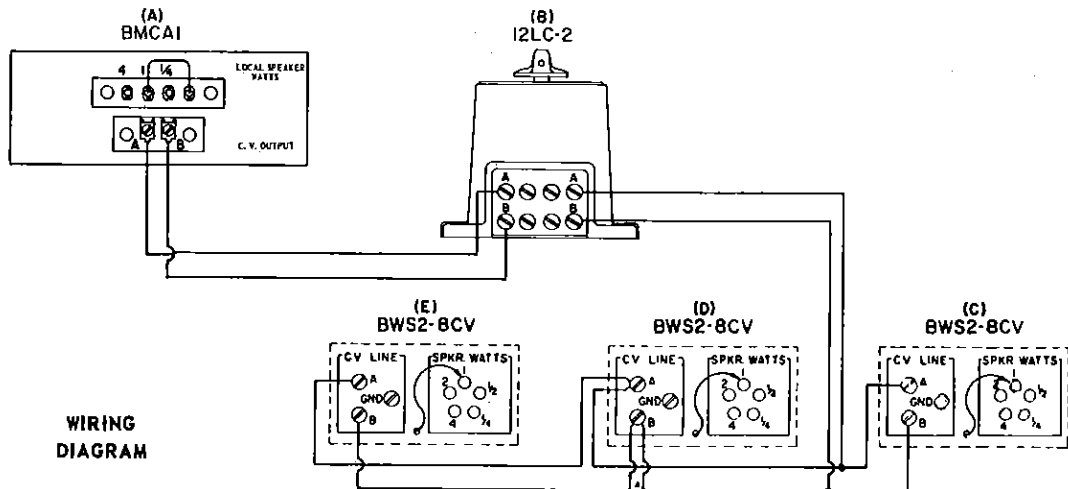 (A)
BMCA1
4 1 1/4
LOCAL SPEAKER
WATTS
A B
C.V. OUTPUT
(B)
12LC-2
A A
B B
(E)
BWS2-8CV
CV LINE
A
GND
B
SPKR WATTS
1
2 1/2
4 1/4
(D)
BWS2-8CV
CV LINE
A
GND
B
SPKR WATTS
1
2 1/2
4 1/4
(C)
BWS2-8CV
CV LINE
A
GND
B
SPKR WATTS
1
2 1/2
4 1/4
WIRING
DIAGRAM